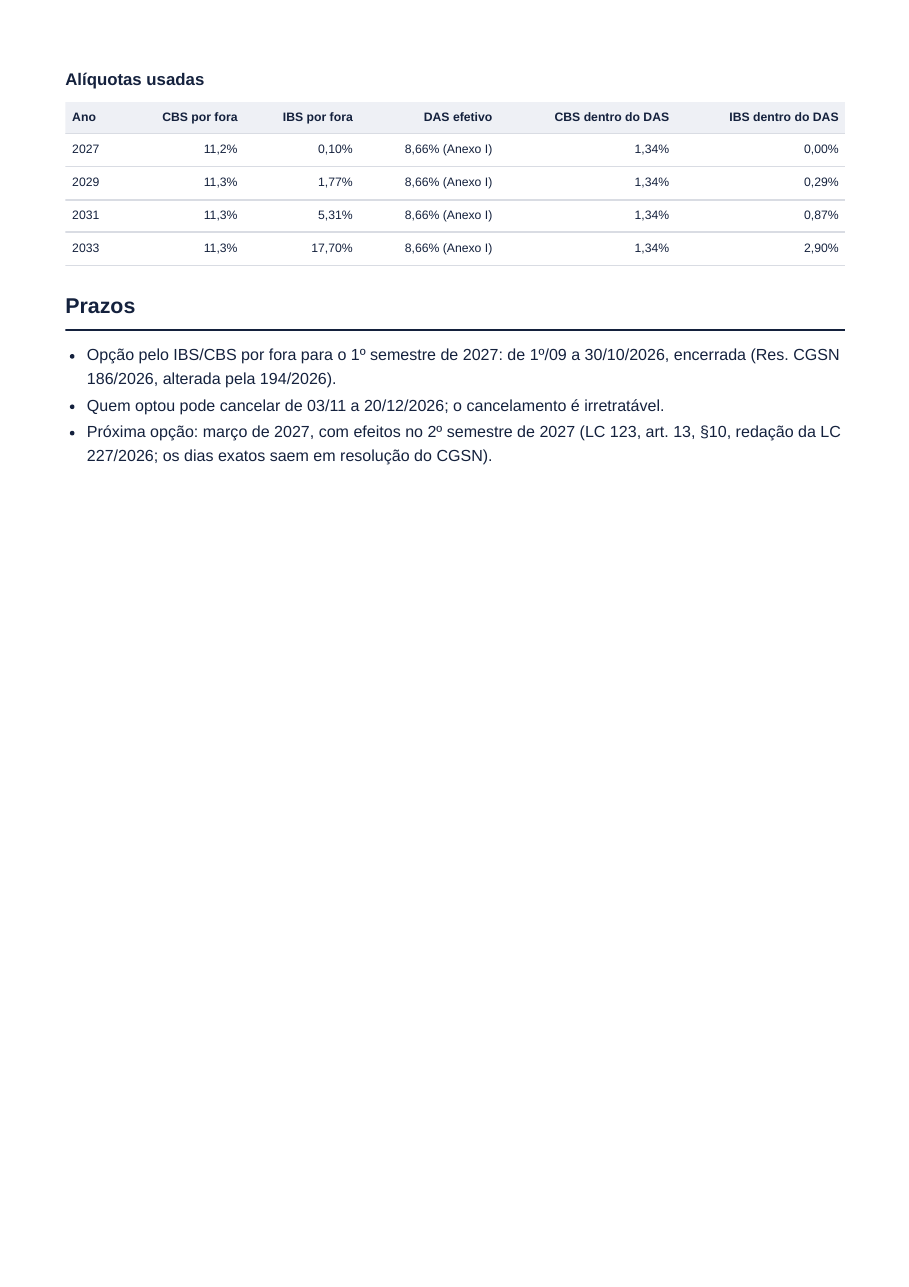 Alíquotas usadas
Ano CBS por fora IBS por fora DAS efetivo CBS dentro do DAS IBS dentro do DAS
2027 11,2% 0,10% 8,66% (Anexo I) 1,34% 0,00%
2029 11,3% 1,77% 8,66% (Anexo I) 1,34% 0,29%
2031 11,3% 5,31% 8,66% (Anexo I) 1,34% 0,87%
2033 11,3% 17,70% 8,66% (Anexo I) 1,34% 2,90%
Prazos
• Opção pelo IBS/CBS por fora para o 1º semestre de 2027: de 1º/09 a 30/10/2026, encerrada (Res. CGSN
186/2026, alterada pela 194/2026).
• Quem optou pode cancelar de 03/11 a 20/12/2026; o cancelamento é irretratável.
• Próxima opção: março de 2027, com efeitos no 2º semestre de 2027 (LC 123, art. 13, §10, redação da LC
227/2026; os dias exatos saem em resolução do CGSN).